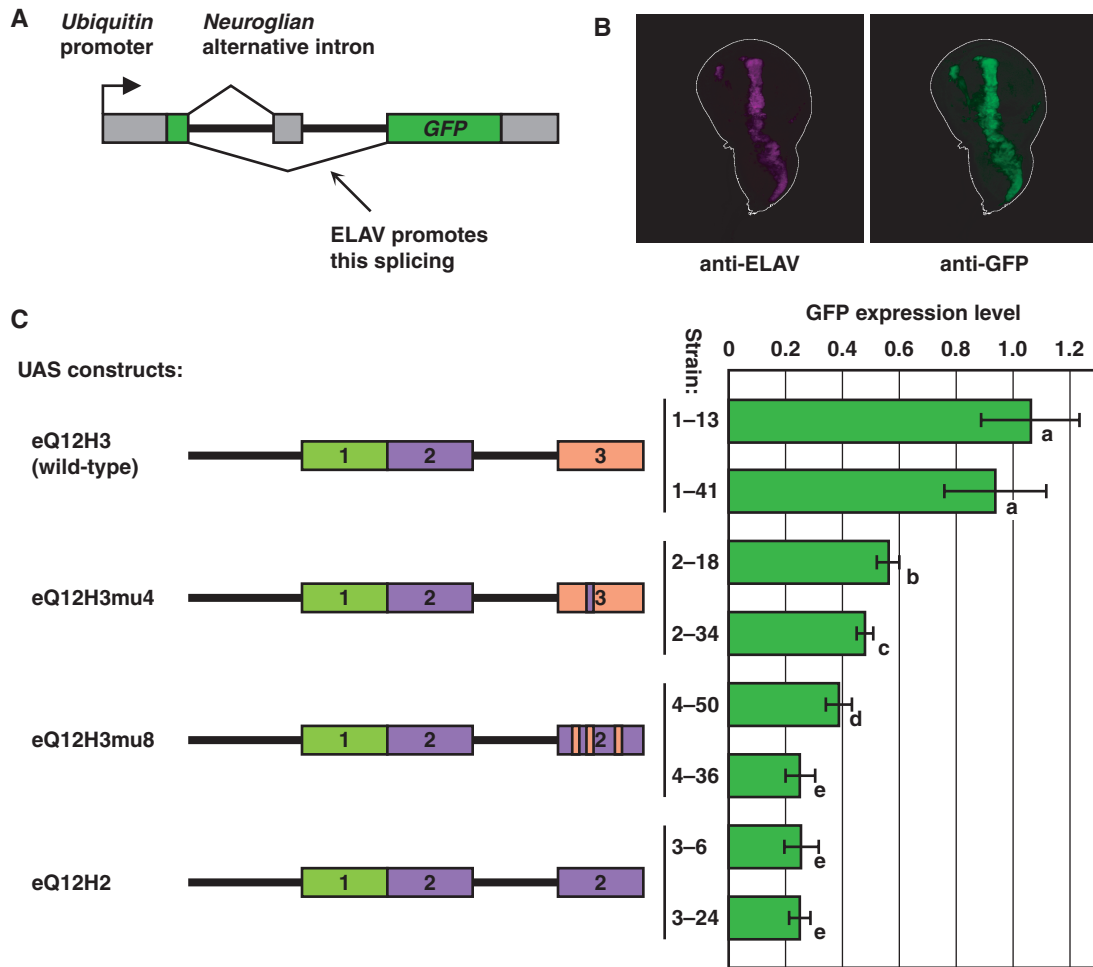 A
Ubiquitin
promoter
Neuroglian
alternative intron
GFP
ELAV promotes
this splicing
B
anti-ELAV
anti-GFP
C
UAS constructs:
Strain:
GFP expression level
0 0.2 0.4 0.6 0.8 1.0 1.2
eQ12H3
(wild-type)
1 2 3
1–13
a
1–41
a
eQ12H3mu4
1 2 3
2–18
b
2–34
c
eQ12H3mu8
1 2 2
4–50
d
4–36
e
eQ12H2
1 2 2
3–6
e
3–24
e